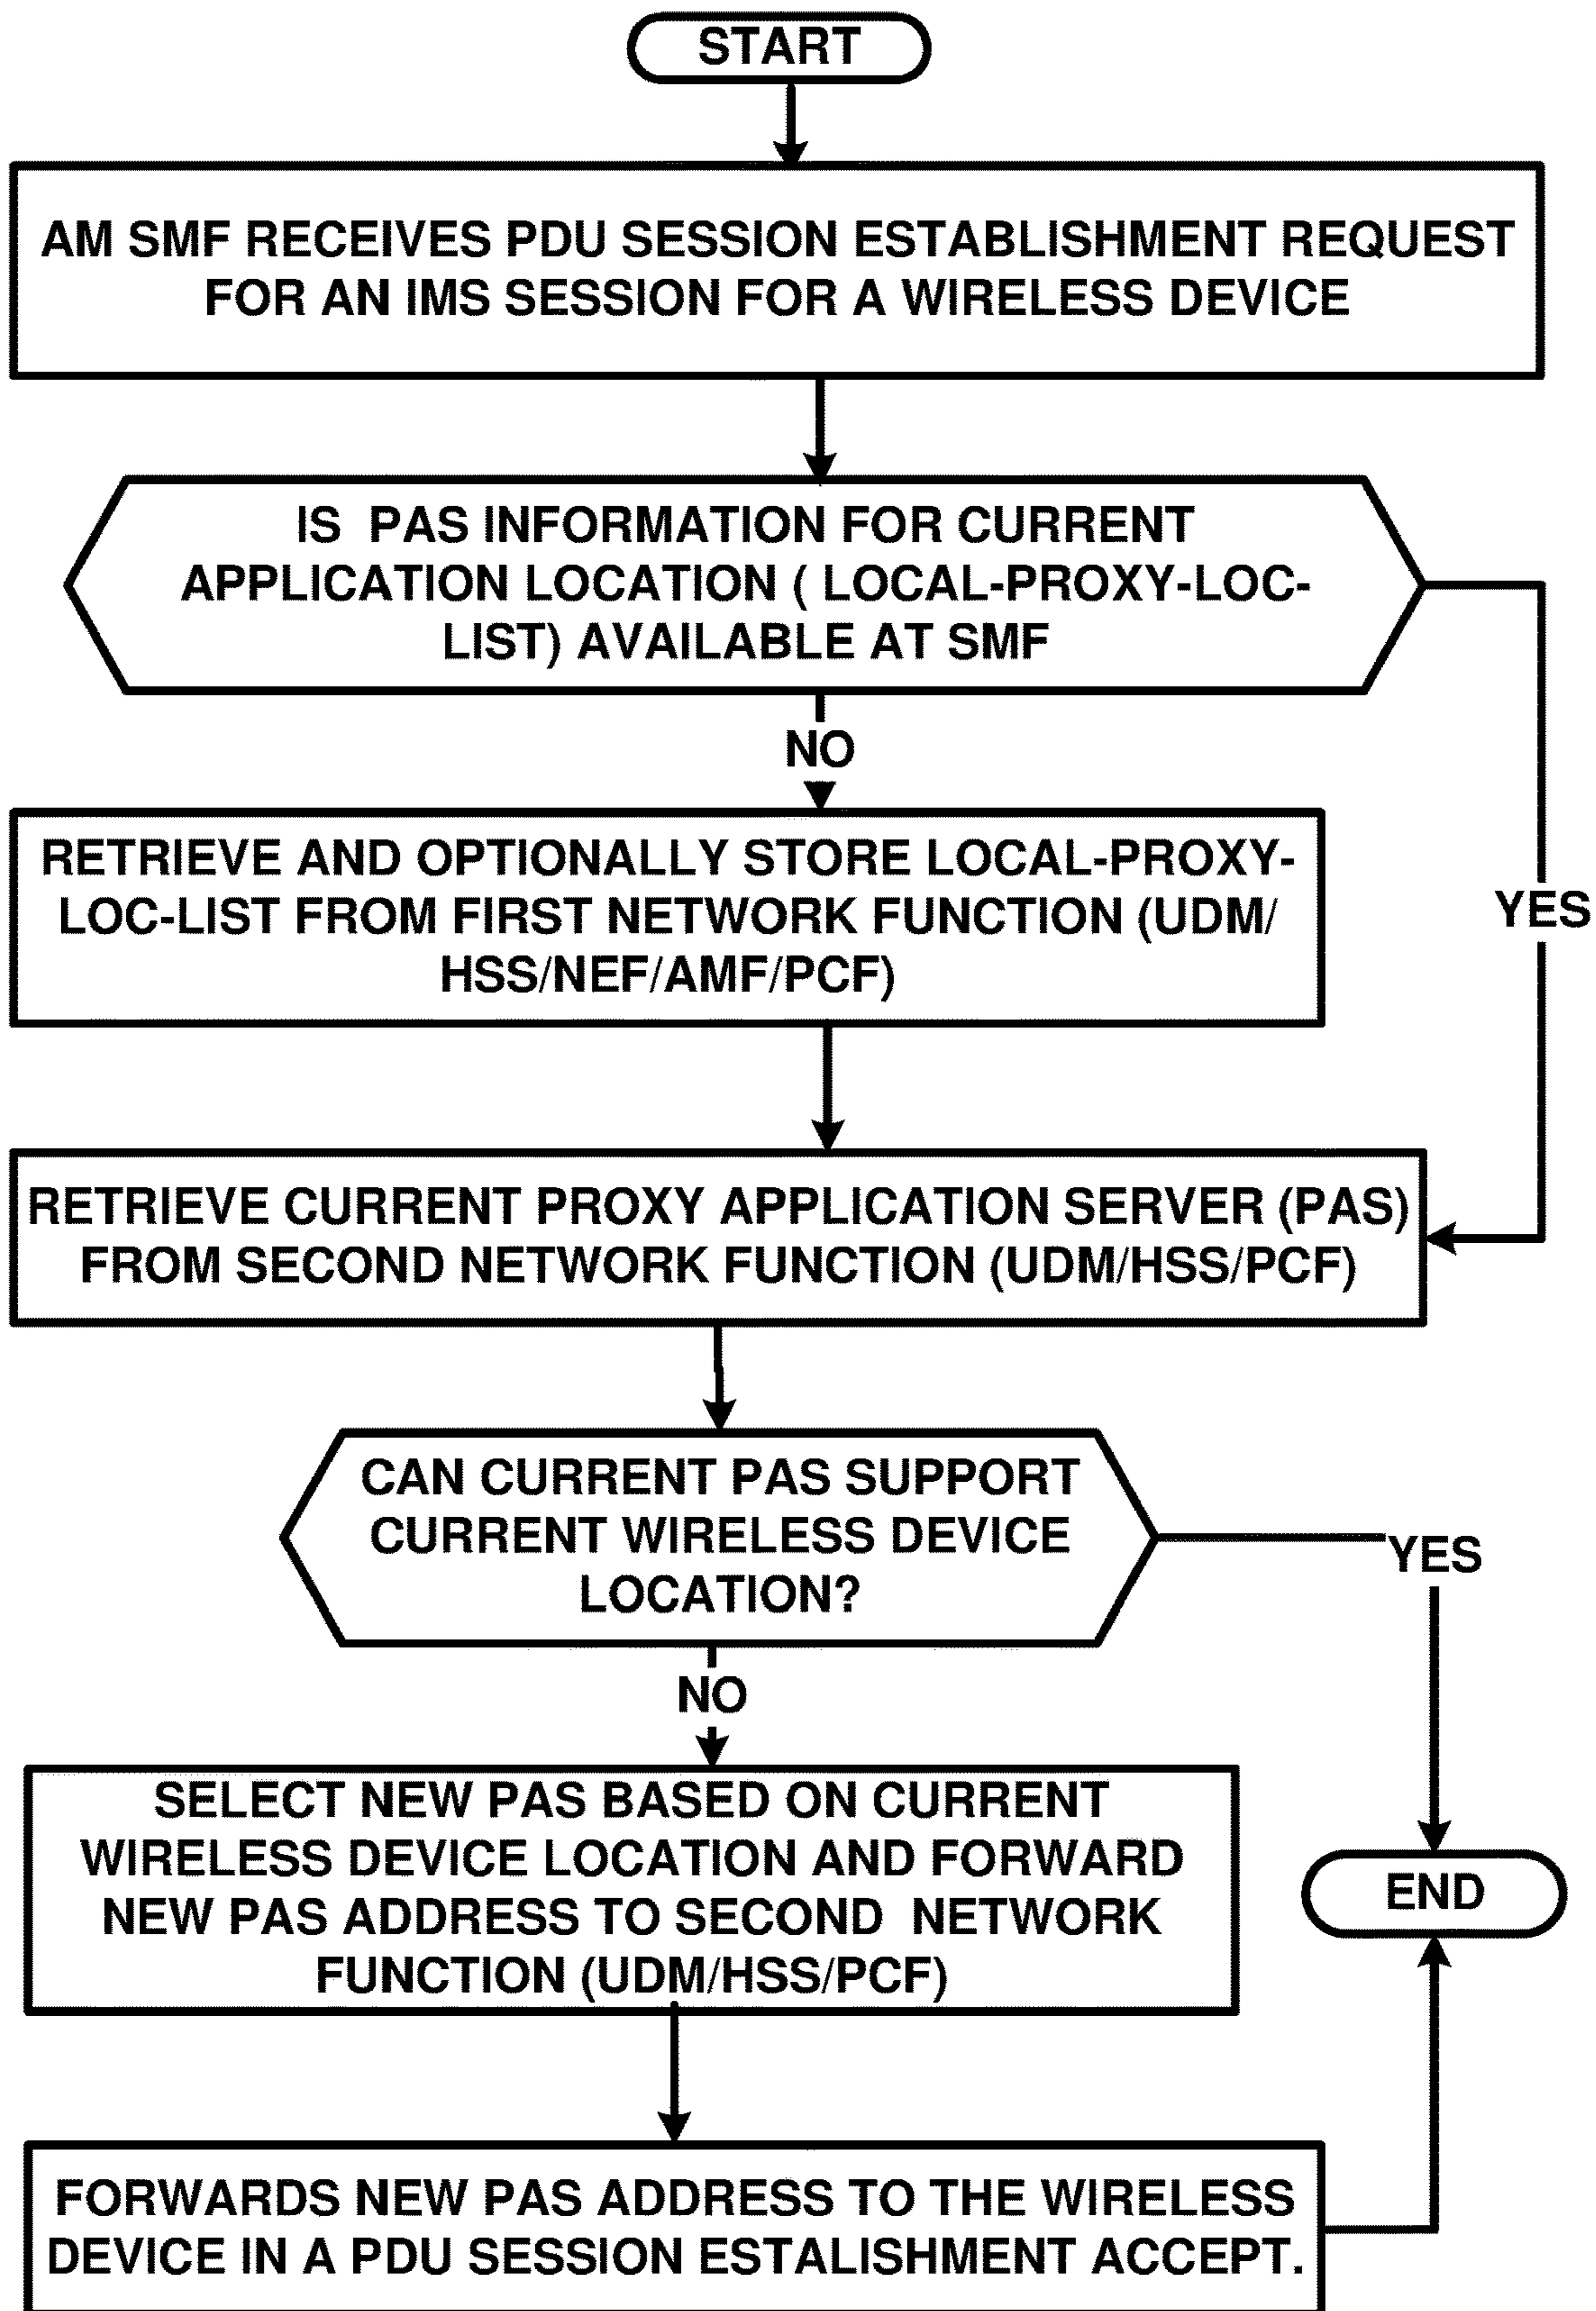 START
AM SMF RECEIVES PDU SESSION ESTABLISHMENT REQUEST
FOR AN IMS SESSION FOR A WIRELESS DEVICE
IS PAS INFORMATION FOR CURRENT
APPLICATION LOCATION ( LOCAL-PROXY-LOC-
LIST) AVAILABLE AT SMF
NO
RETRIEVE AND OPTIONALLY STORE LOCAL-PROXY-
LOC-LIST FROM FIRST NETWORK FUNCTION (UDM/
HSS/NEF/AMF/PCF)
YES
RETRIEVE CURRENT PROXY APPLICATION SERVER (PAS)
FROM SECOND NETWORK FUNCTION (UDM/HSS/PCF)
CAN CURRENT PAS SUPPORT
CURRENT WIRELESS DEVICE
LOCATION?
YES
NO
SELECT NEW PAS BASED ON CURRENT
WIRELESS DEVICE LOCATION AND FORWARD
NEW PAS ADDRESS TO SECOND NETWORK
FUNCTION (UDM/HSS/PCF)
END
FORWARDS NEW PAS ADDRESS TO THE WIRELESS
DEVICE IN A PDU SESSION ESTALISHMENT ACCEPT.